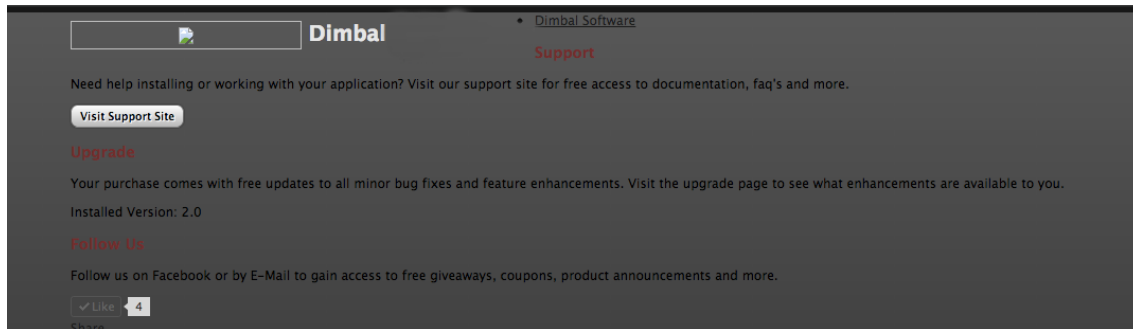 Dimbal
• Dimbal Software
Support
Need help installing or working with your application? Visit our support site for free access to documentation, faq's and more.
Visit Support Site
Upgrade
Your purchase comes with free updates to all minor bug fixes and feature enhancements. Visit the upgrade page to see what enhancements are available to you.
Installed Version: 2.0
Follow Us
Follow us on Facebook or by E-Mail to gain access to free giveaways, coupons, product announcements and more.
Like 4
Share